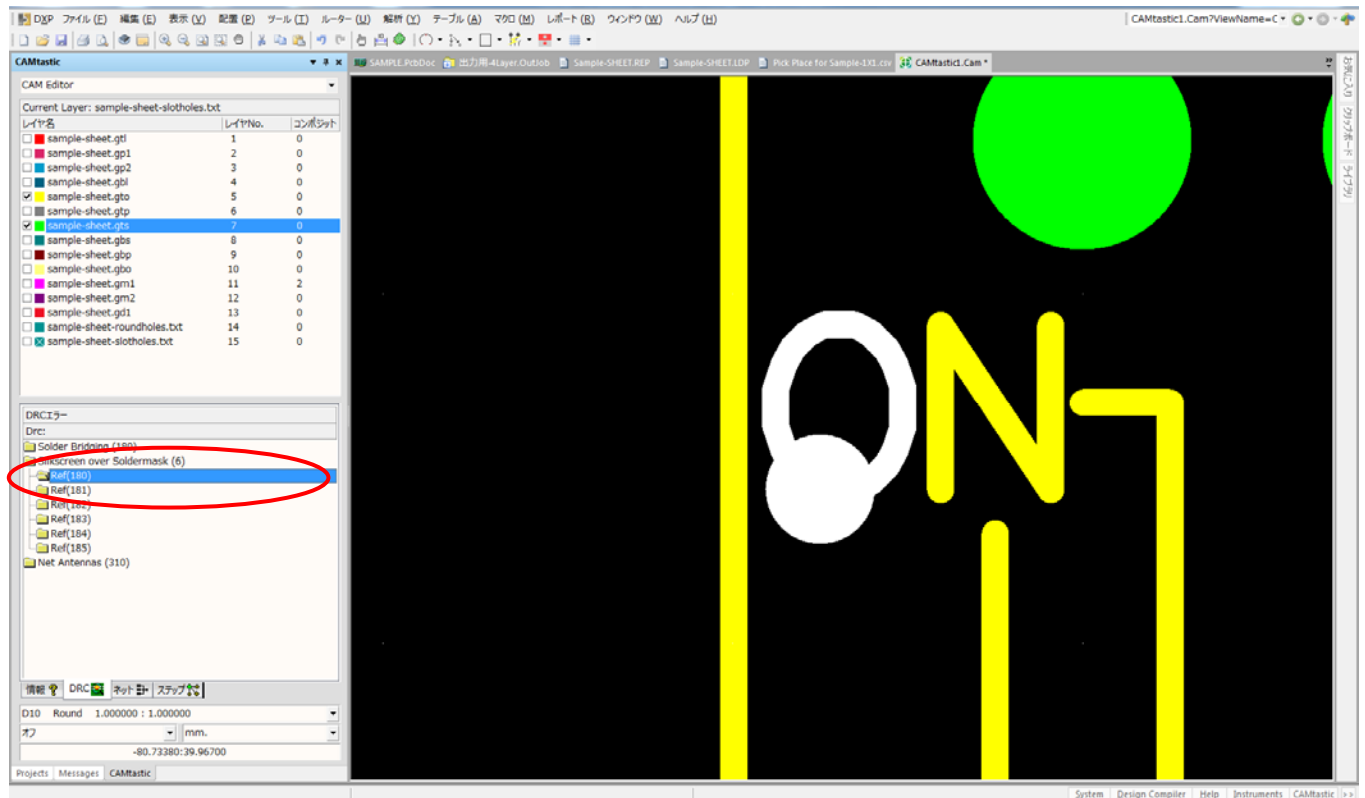 DXP ファイル (F) 編集 (E) 表示 (V) 配置 (P) ツール (T) ルーター (U) 解析 (Y) テーブル (A) マクロ (M) レポート (R) ウィンドウ (W) ヘルプ (H) CAMtastic1.Cam?ViewName=C
CAMtastic
SAMPLE.PcbDoc 出力用-4Layer.OutJob Sample-SHEET.REP Sample-SHEET.LDP Pick Place for Sample-1X1.csv CAMtastic1.Cam *
お気に入り クリップボード ライブラリ
CAM Editor
Current Layer: sample-sheet-slotholes.txt
レイヤ名 レイヤNo. コンポジット
sample-sheet.gtl 1 0
sample-sheet.gp1 2 0
sample-sheet.gp2 3 0
sample-sheet.gbl 4 0
sample-sheet.gto 5 0
sample-sheet.gtp 6 0
sample-sheet.gts 7 0
sample-sheet.gbs 8 0
sample-sheet.gbp 9 0
sample-sheet.gbo 10 0
sample-sheet.gm1 11 2
sample-sheet.gm2 12 0
sample-sheet.gd1 13 0
sample-sheet-roundholes.txt 14 0
sample-sheet-slotholes.txt 15 0
ON
DRCエラー
Drc:
Solder Bridging (180)
Silkscreen over Soldermask (6)
Ref(180)
Ref(181)
Ref(182)
Ref(183)
Ref(184)
Ref(185)
Net Antennas (310)
情報 DRC ネット ステップ
D10 Round 1.000000 : 1.000000
オフ mm.
-80.73380:39.96700
Projects Messages CAMtastic
System Design Compiler Help Instruments CAMtastic >>